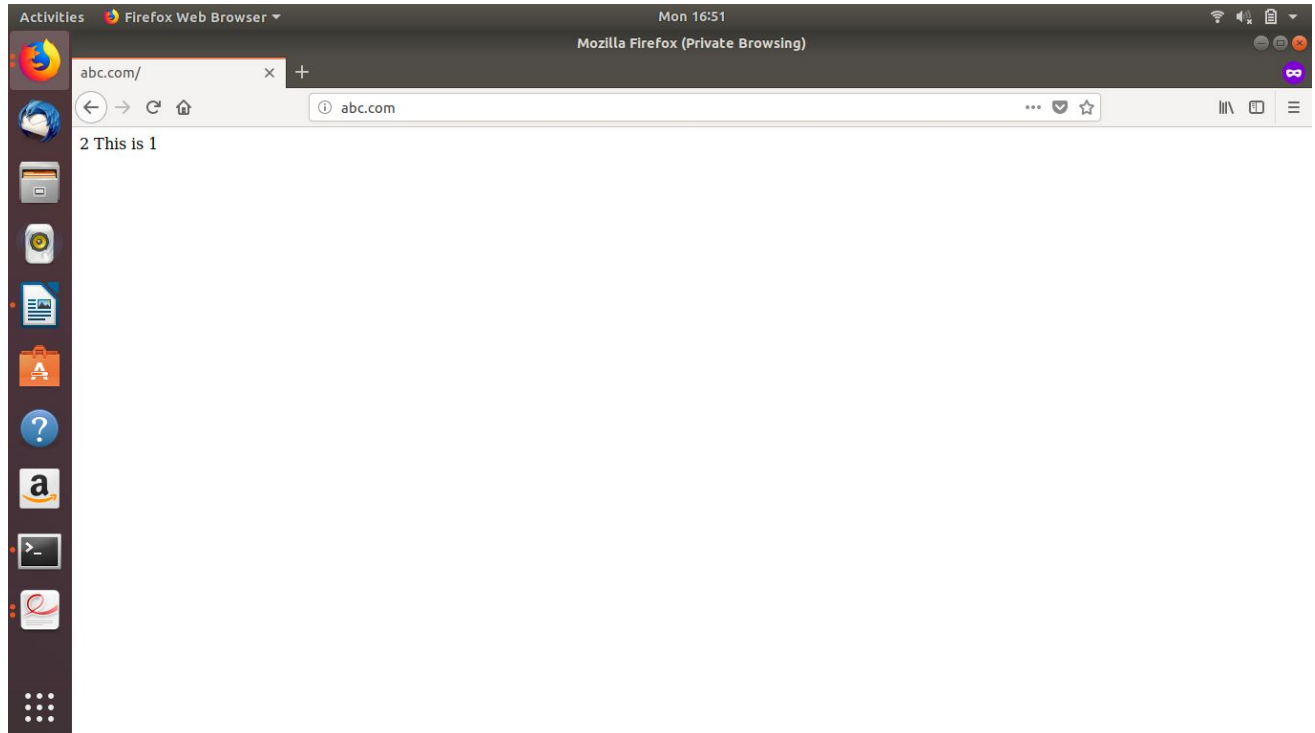 Activities Firefox Web Browser Mon 16:51
Mozilla Firefox (Private Browsing)
abc.com/
abc.com
2 This is 1